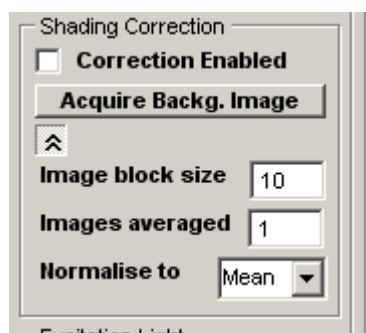 Shading Correction
Correction Enabled
Acquire Backg. Image
Image block size 10
Images averaged 1
Normalise to Mean